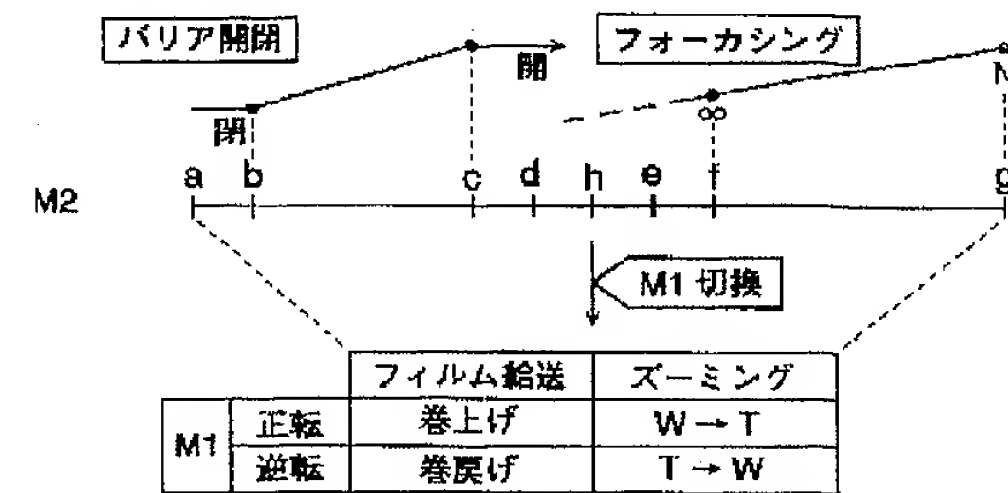 バリア開閉 フォーカシング
開
閉 ∞ N
a b c d h e f g
M2
M1 切換
フィルム給送 ズーミング
M1 正転 巻上げ W→T
逆転 巻戻げ T→W